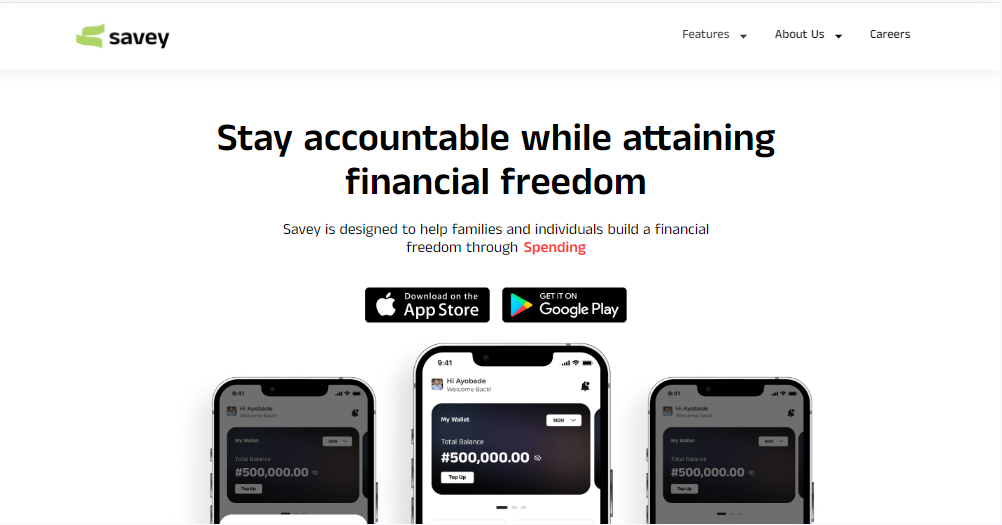 savey
Features
About Us
Careers
Stay accountable while attaining
financial freedom
Savey is designed to help families and individuals build a financial
freedom through Spending
Download on the
App Store
GET IT ON
Google Play
9:41
Hi Ayobade
Welcome Back!
My Wallet
NGN
Total Balance
#500,000.00
Top Up
9:41
Hi Ayobade
Welcome Back!
My Wallet
NGN
Total Balance
#500,000.00
Top Up
9:41
Hi Ayobade
Welcome Back!
My Wallet
NGN
Total Balance
#500,000.00
Top Up